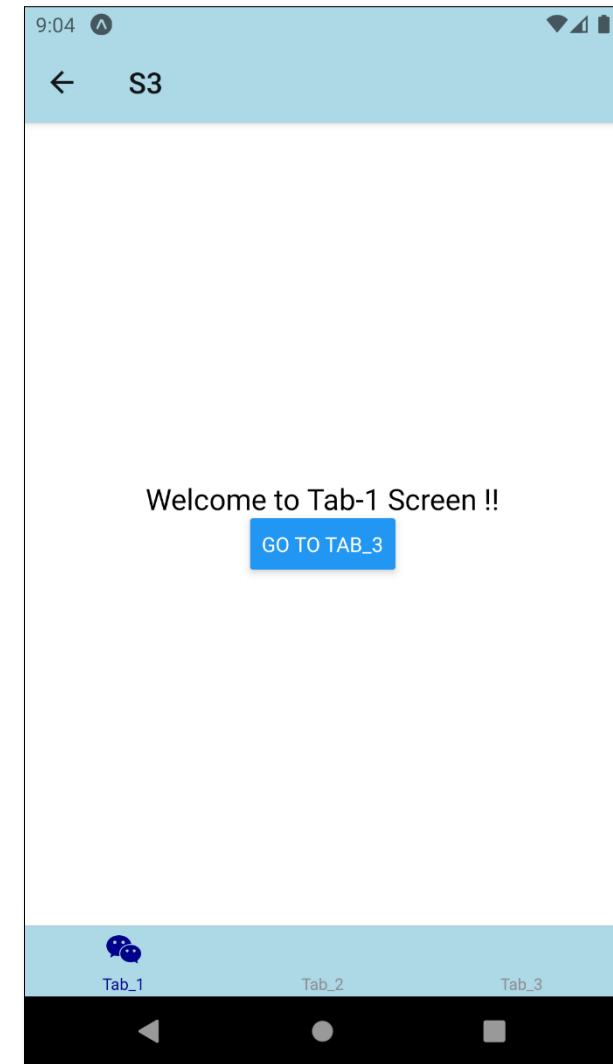 9:04
S3
Welcome to Tab-1 Screen !!
GO TO TAB_3
Tab_1 Tab_2 Tab_3